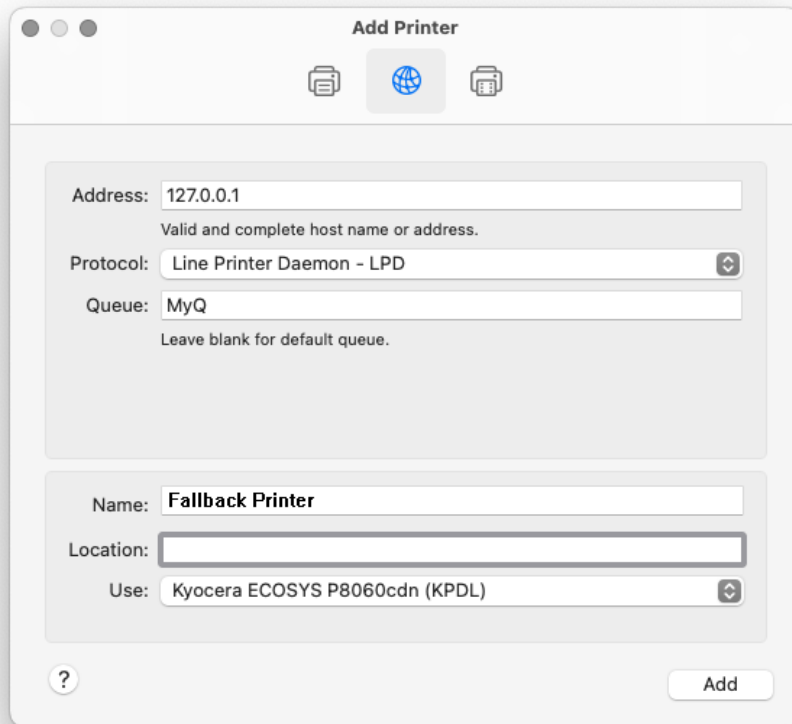 Add Printer
Address: 127.0.0.1
Valid and complete host name or address.
Protocol: Line Printer Daemon - LPD
Queue: MyQ
Leave blank for default queue.
Name: Fallback Printer
Location:
Use: Kyocera ECOSYS P8060cdn (KPDL)
?
Add